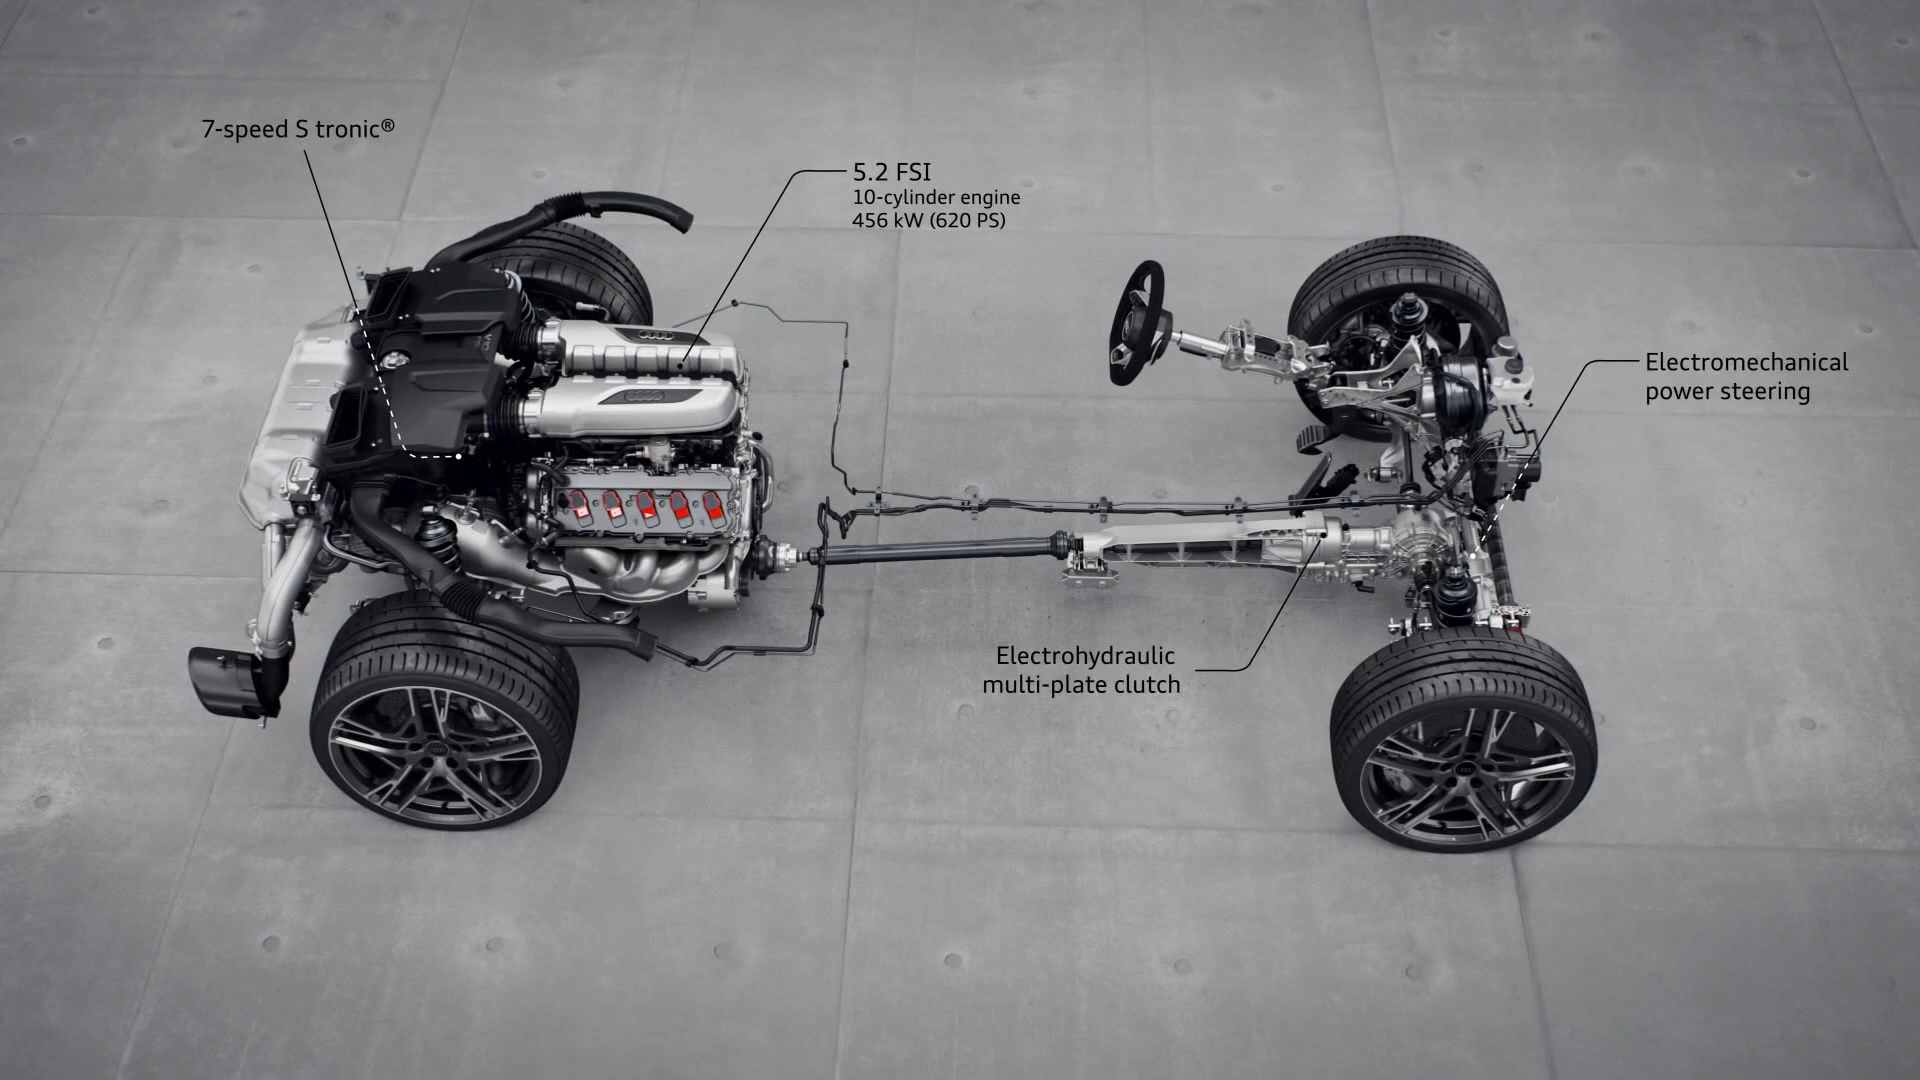 7-speed S tronic®
5.2 FSI
10-cylinder engine
456 kW (620 PS)
Electromechanical
power steering
Electrohydraulic
multi-plate clutch